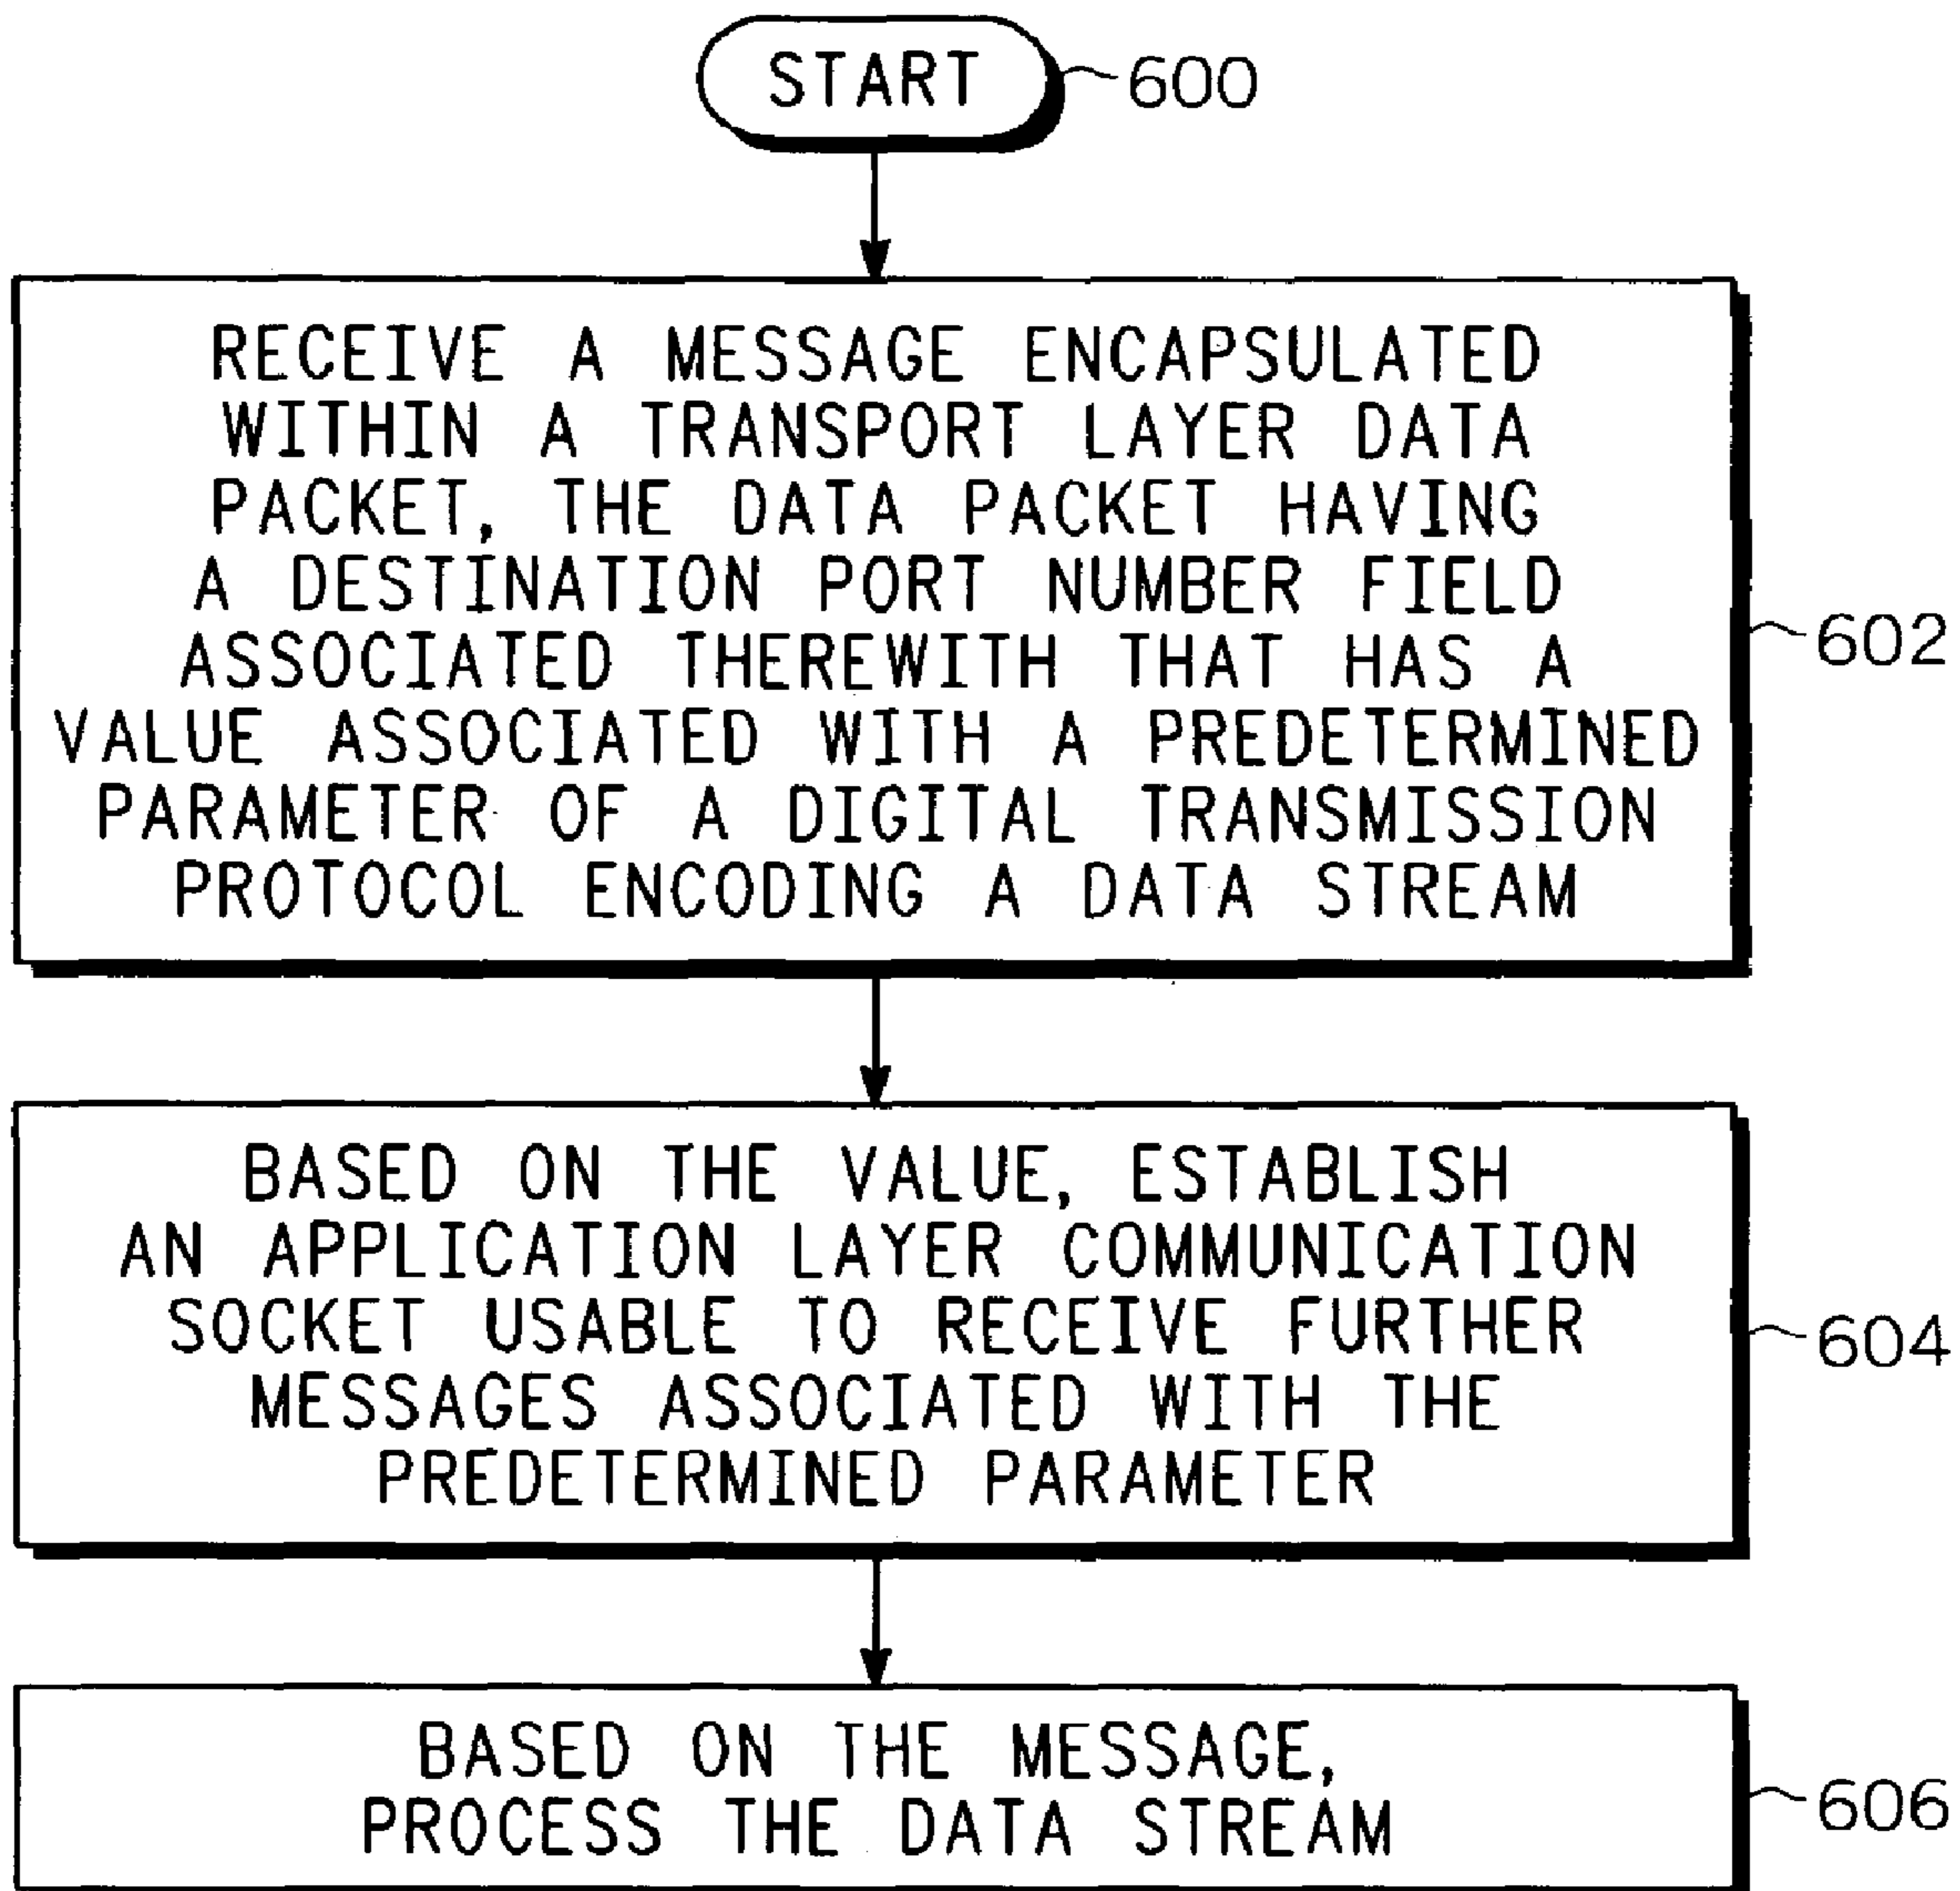 START
600
RECEIVE A MESSAGE ENCAPSULATED
WITHIN A TRANSPORT LAYER DATA
PACKET, THE DATA PACKET HAVING
A DESTINATION PORT NUMBER FIELD
ASSOCIATED THEREWITH THAT HAS A
VALUE ASSOCIATED WITH A PREDETERMINED
PARAMETER OF A DIGITAL TRANSMISSION
PROTOCOL ENCODING A DATA STREAM
602
BASED ON THE VALUE, ESTABLISH
AN APPLICATION LAYER COMMUNICATION
SOCKET USABLE TO RECEIVE FURTHER
MESSAGES ASSOCIATED WITH THE
PREDETERMINED PARAMETER
604
BASED ON THE MESSAGE,
PROCESS THE DATA STREAM
606